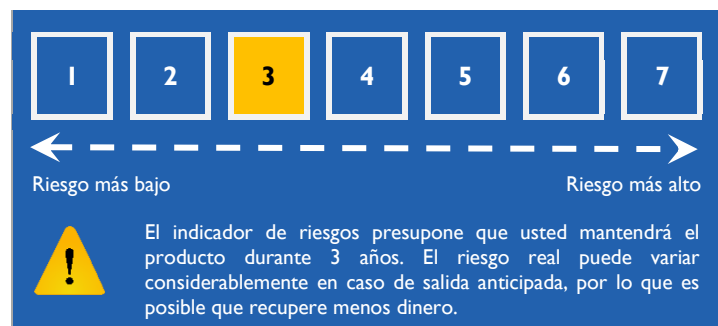 1 2 3 4 5 6 7
Riesgo más bajo Riesgo más alto
El indicador de riesgos presupone que usted mantendrá el
producto durante 3 años. El riesgo real puede variar
considerablemente en caso de salida anticipada, por lo que es
posible que recupere menos dinero.